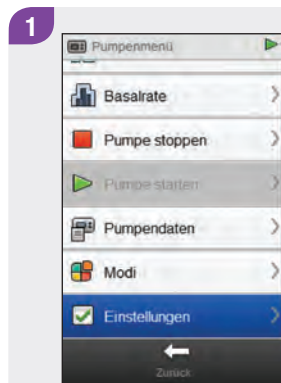 1
Pumpenmenü
Basalrate
Pumpe stoppen
Pumpe starten
Pumpendaten
Modi
Einstellungen
Zurück